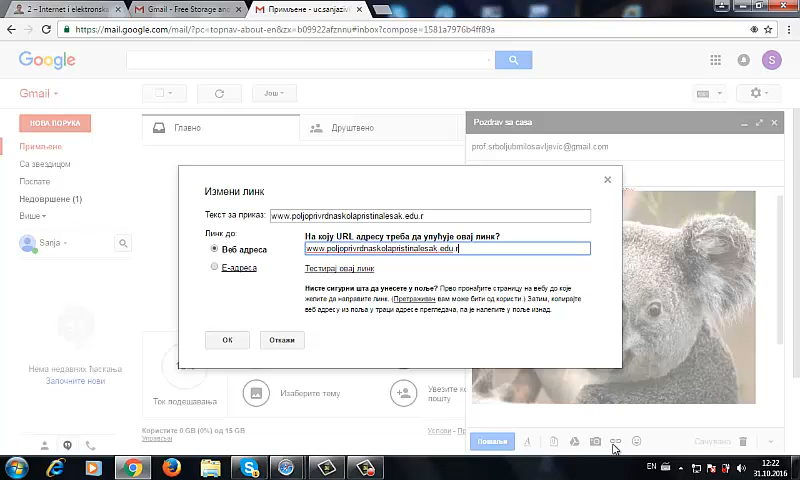 2 – Internet i elektronska
Gmail - Free Storage and
Примљене - uc.sanjaziv
https://mail.google.com/mail/?pc=topnav-about-en&zx=b09922afznnu#inbox?compose=1581a7976b4ff89a
Google
S
Gmail
Још
НОВА ПОРУКА
Главно
Друштвено
Pozdrav sa casa
Примљене
Са звездицом
Послате
Недовршене (1)
Више
Sanja
prof.srboljubmilosavljevic@gmail.com
Измени линк
Текст за приказ: www.poljoprivrdnaskolapristinalesak.edu.r
Линк до:
Веб адреса
Е-адреса
На коју URL адресу треба да упућује овај линк?
www.poljoprivrdnaskolapristinalesak.edu.r
Тестирај овај линк
Нисте сигурни шта да унесете у поље? Прво пронађите страницу на вебу до које
желите да направите линк. (Претраживач вам може бити од користи.) Затим, копирајте
веб адресу из поља у траци адресе прегледача, па је налепите у поље изнад.
ОК
Откажи
Нема недавних ћаскања
Започните нови
Ток подешавања
Изаберите тему
Увезите
пошту
Користите 0 GB (0%) од 15 GB
Управљај
Услови
Пошаљи
Сачувано
EN
12:22
31.10.2016